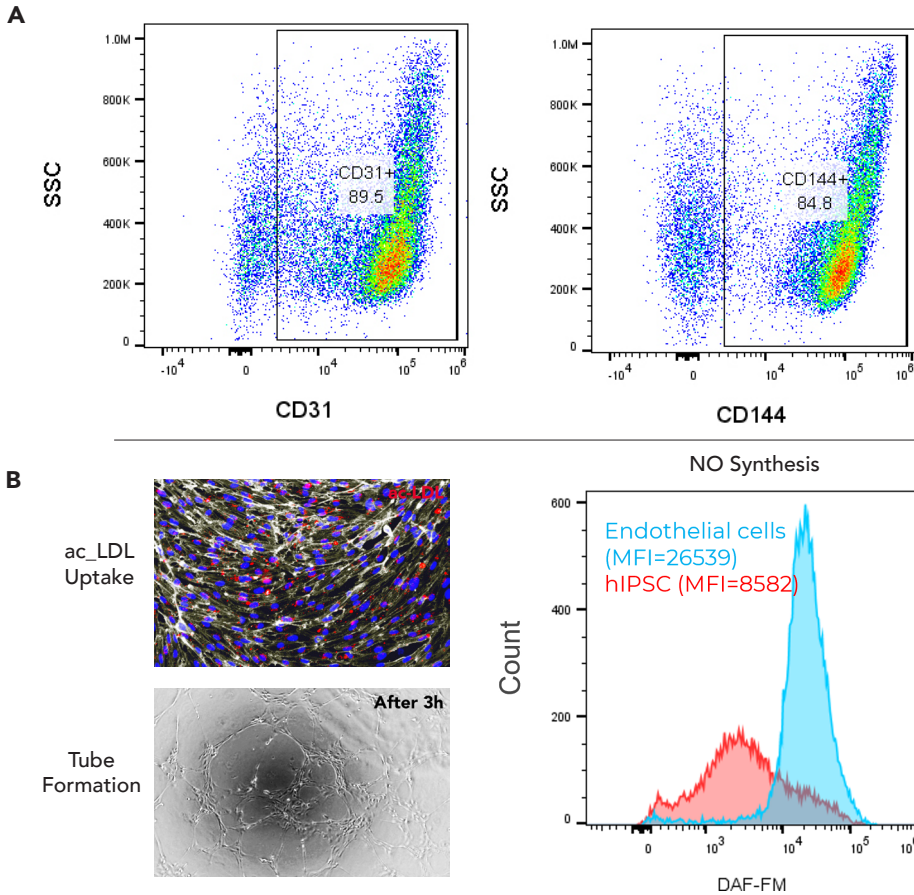 A
1.0M
800K
600K
400K
200K
0
SSC
CD31+
89.5
-10^4
0
10^4
10^5
10^6
CD31
1.0M
800K
600K
400K
200K
0
SSC
CD144+
84.8
-10^4
0
10^4
10^5
10^6
CD144
B
ac_LDL
Uptake
ac-LDL
Tube
Formation
After 3h
NO Synthesis
600
400
200
0
Count
Endothelial cells
(MFI=26539)
hIPSC (MFI=8582)
0
10^3
10^4
10^5
10^6
DAF-FM